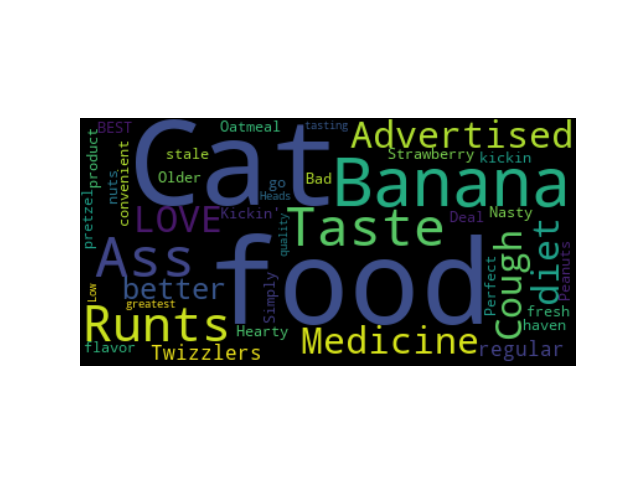 BEST
Oatmeal
tasting
Cat
Advertised
product
stale
Strawberry
kickin
convenient
nuts
Older
go
Bad
Banana
Heads
pretzel
LOVE
Kickin'
Taste
Deal
Nasty
quality
Ass
food
diet
Peanuts
Cough
Low
better
Simply
Perfect
greatest
Runts
Hearty
fresh
haven
Medicine
flavor
Twizzlers
regular